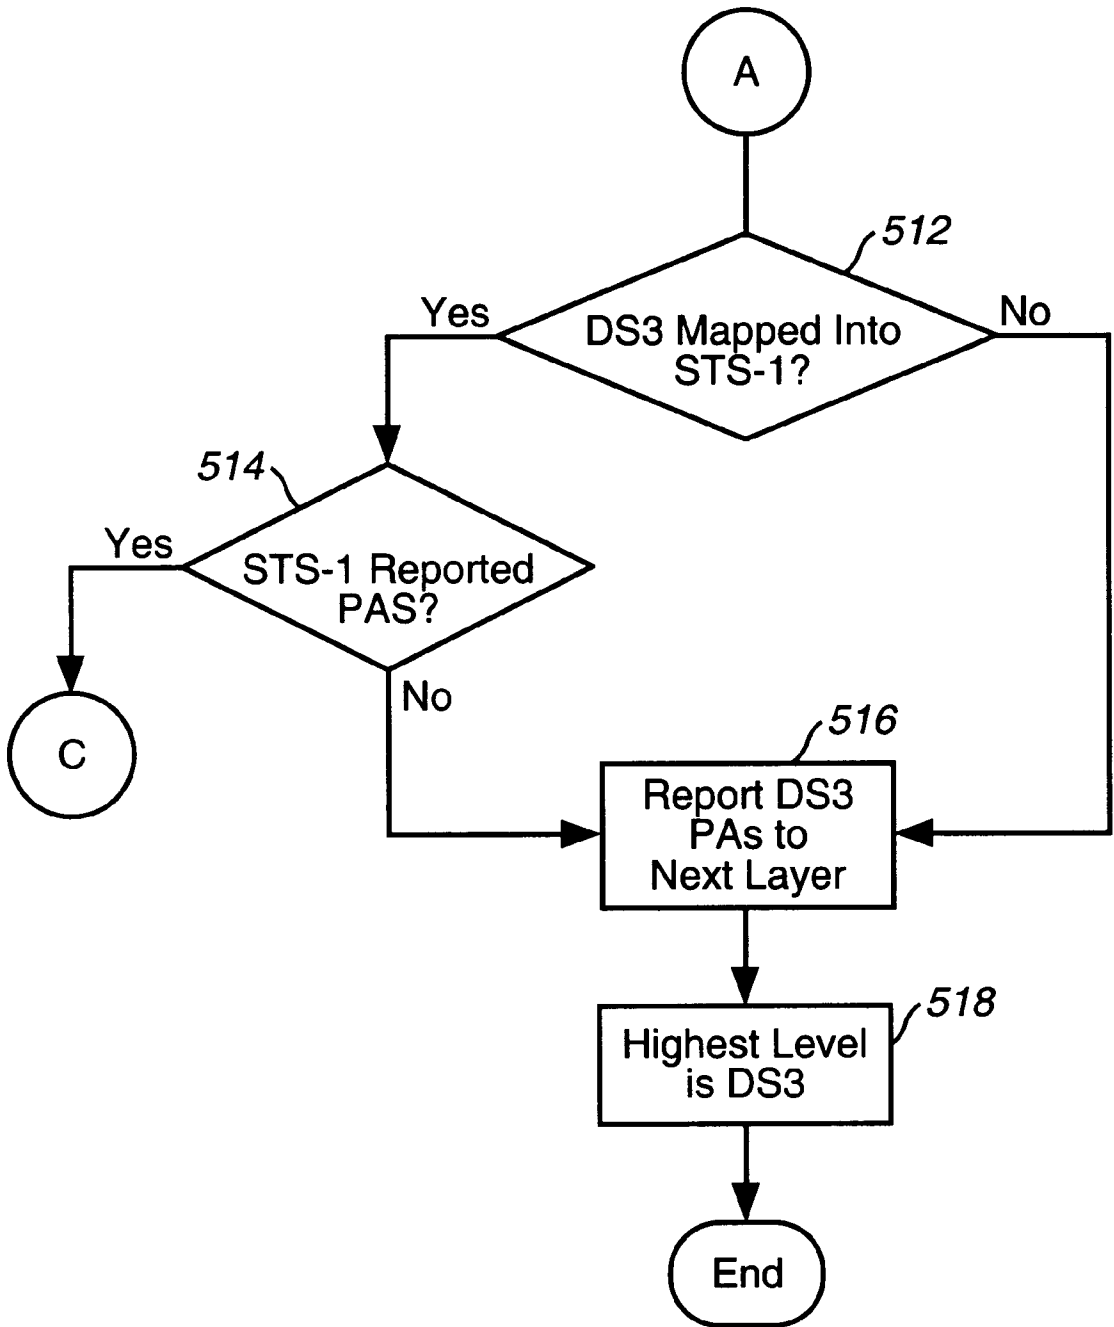 A
512
Yes
No
DS3 Mapped Into
STS-1?
514
Yes
STS-1 Reported
PAS?
No
C
516
Report DS3
PAs to
Next Layer
518
Highest Level
is DS3
End